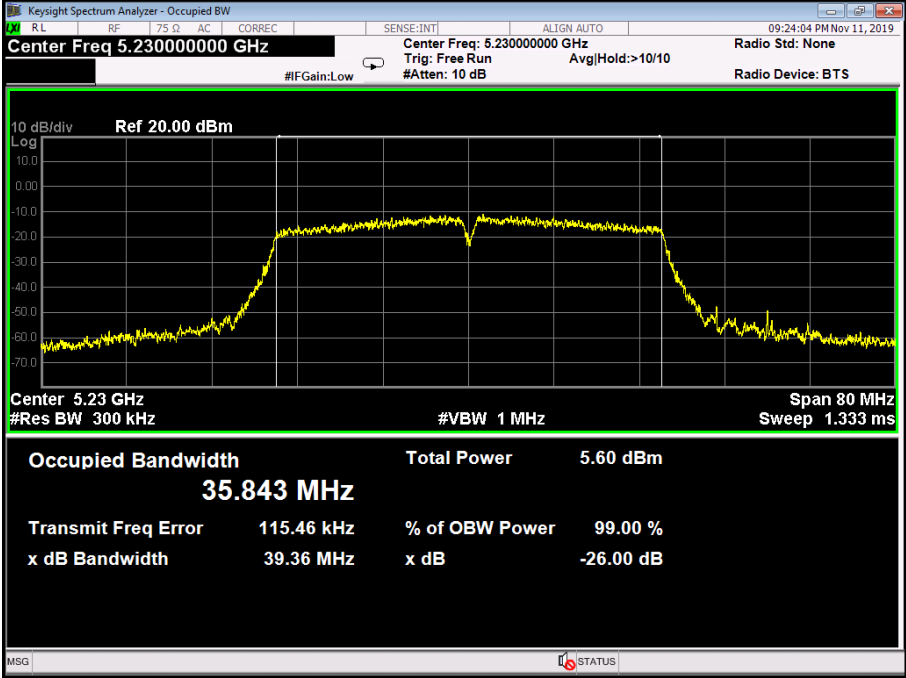 Keysight Spectrum Analyzer - Occupied BW
LXI RL RF 75 Ω AC CORREC SENSE:INT ALIGN AUTO 09:24:04 PM Nov 11, 2019
Center Freq 5.230000000 GHz Center Freq: 5.230000000 GHz Radio Std: None
Trig: Free Run Avg|Hold:>10/10
#IFGain:Low #Atten: 10 dB Radio Device: BTS
10 dB/div Ref 20.00 dBm
Log
10.0
0.00
-10.0
-20.0
-30.0
-40.0
-50.0
-60.0
-70.0
Center 5.23 GHz Span 80 MHz
#Res BW 300 kHz #VBW 1 MHz Sweep 1.333 ms
Occupied Bandwidth Total Power 5.60 dBm
35.843 MHz
Transmit Freq Error 115.46 kHz % of OBW Power 99.00 %
x dB Bandwidth 39.36 MHz x dB -26.00 dB
MSG STATUS